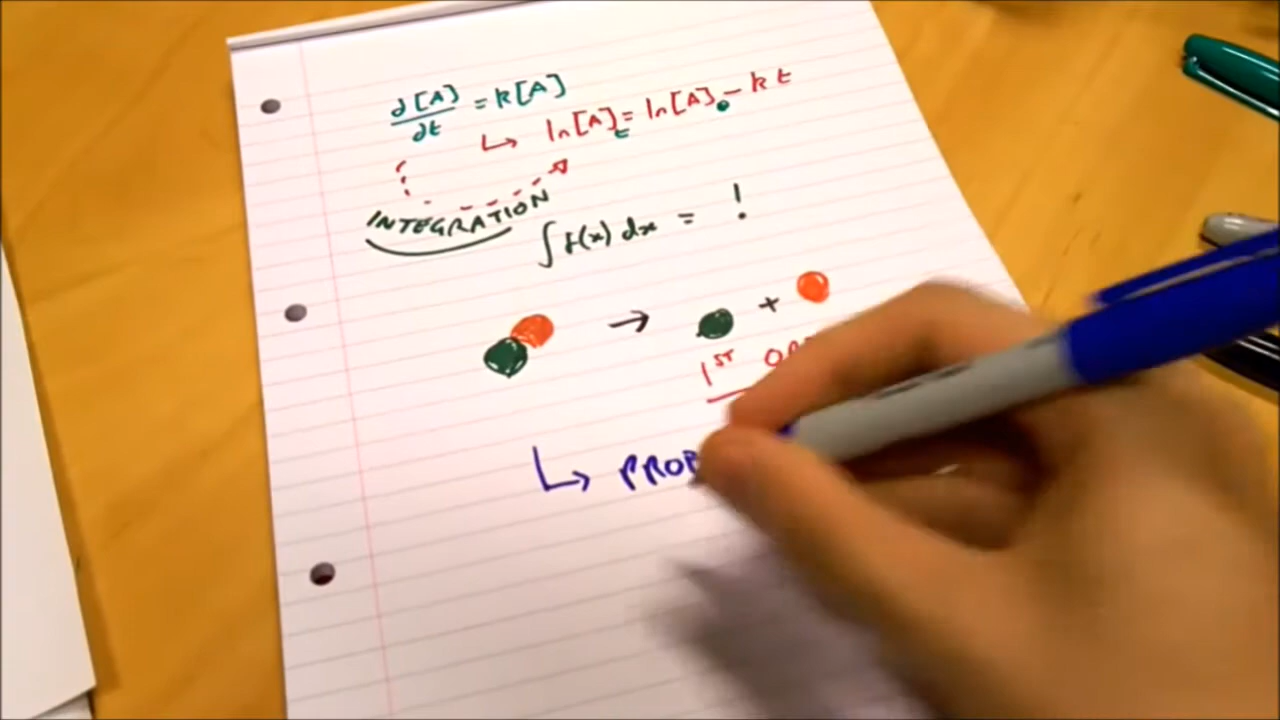 d[A]/dt = k[A]
↳ ln[A]t = ln[A]0 - kt
INTEGRATION
∫f(x) dx = !
→ +
1ST
↳ PROB